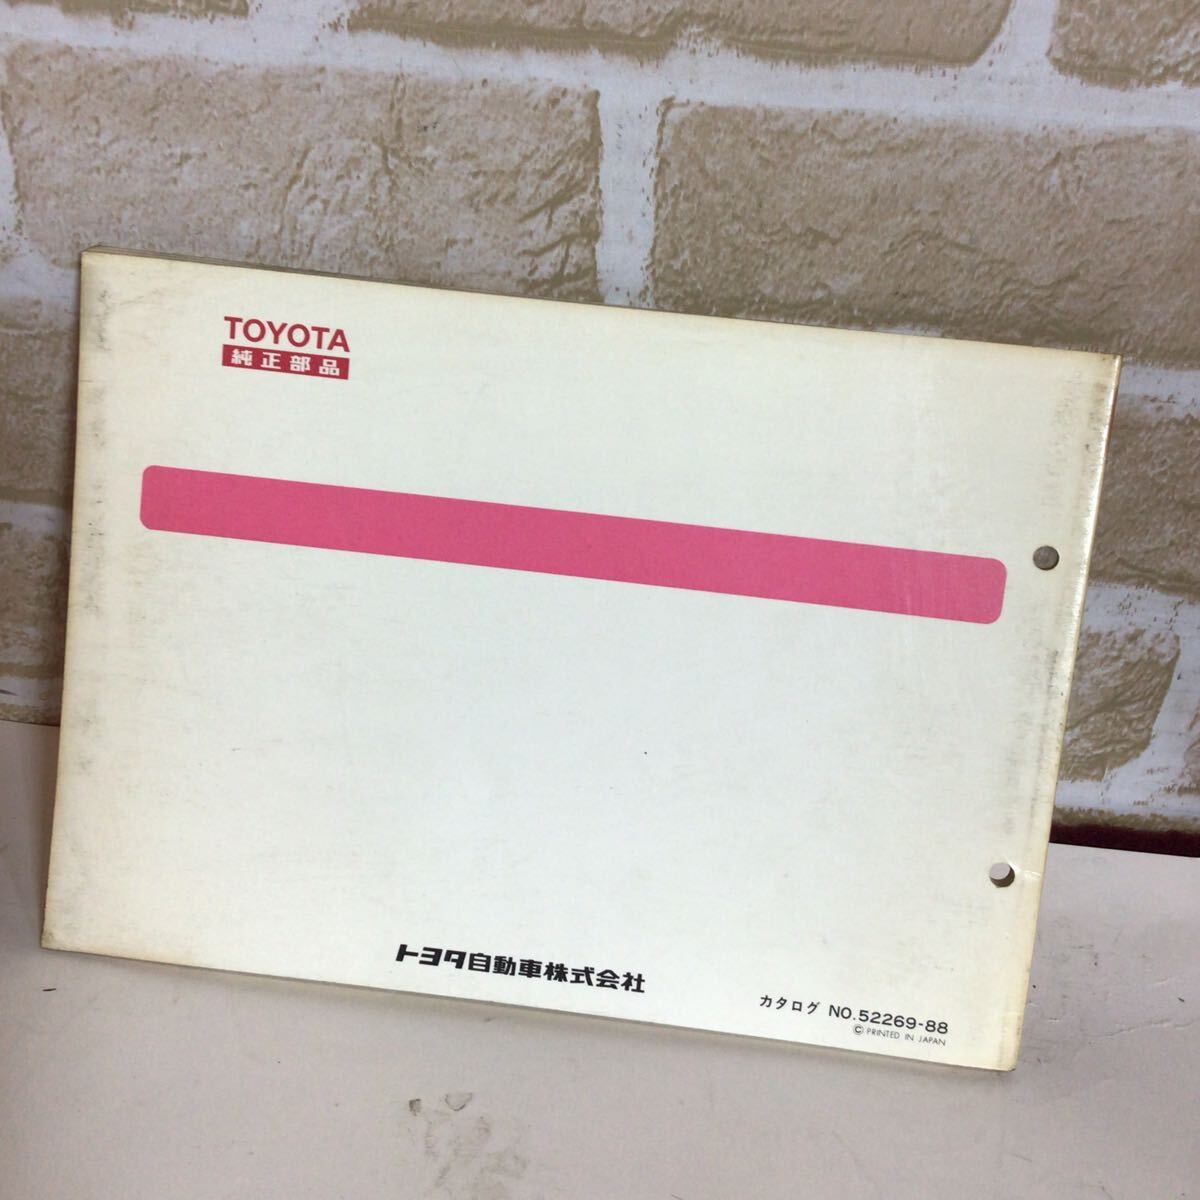 TOYOTA
純正部品
トヨタ自動車株式会社
カタログ NO.52269-88
© PRINTED IN JAPAN